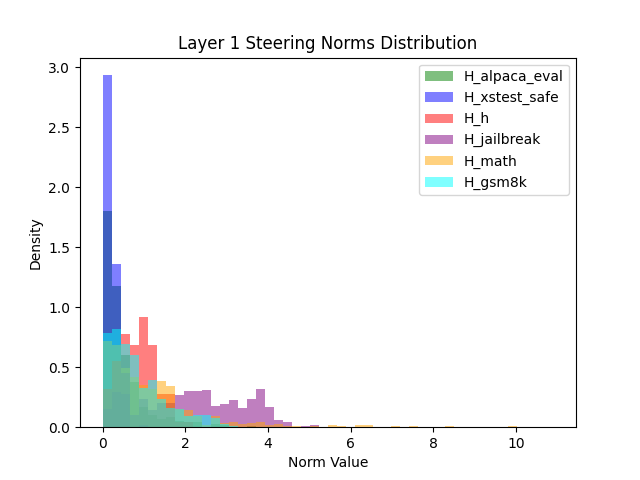 Layer 1 Steering Norms Distribution
3.0
2.5
2.0
1.5
1.0
0.5
0.0
Density
H_alpaca_eval
H_xstest_safe
H_h
H_jailbreak
H_math
H_gsm8k
0 2 4 6 8 10
Norm Value